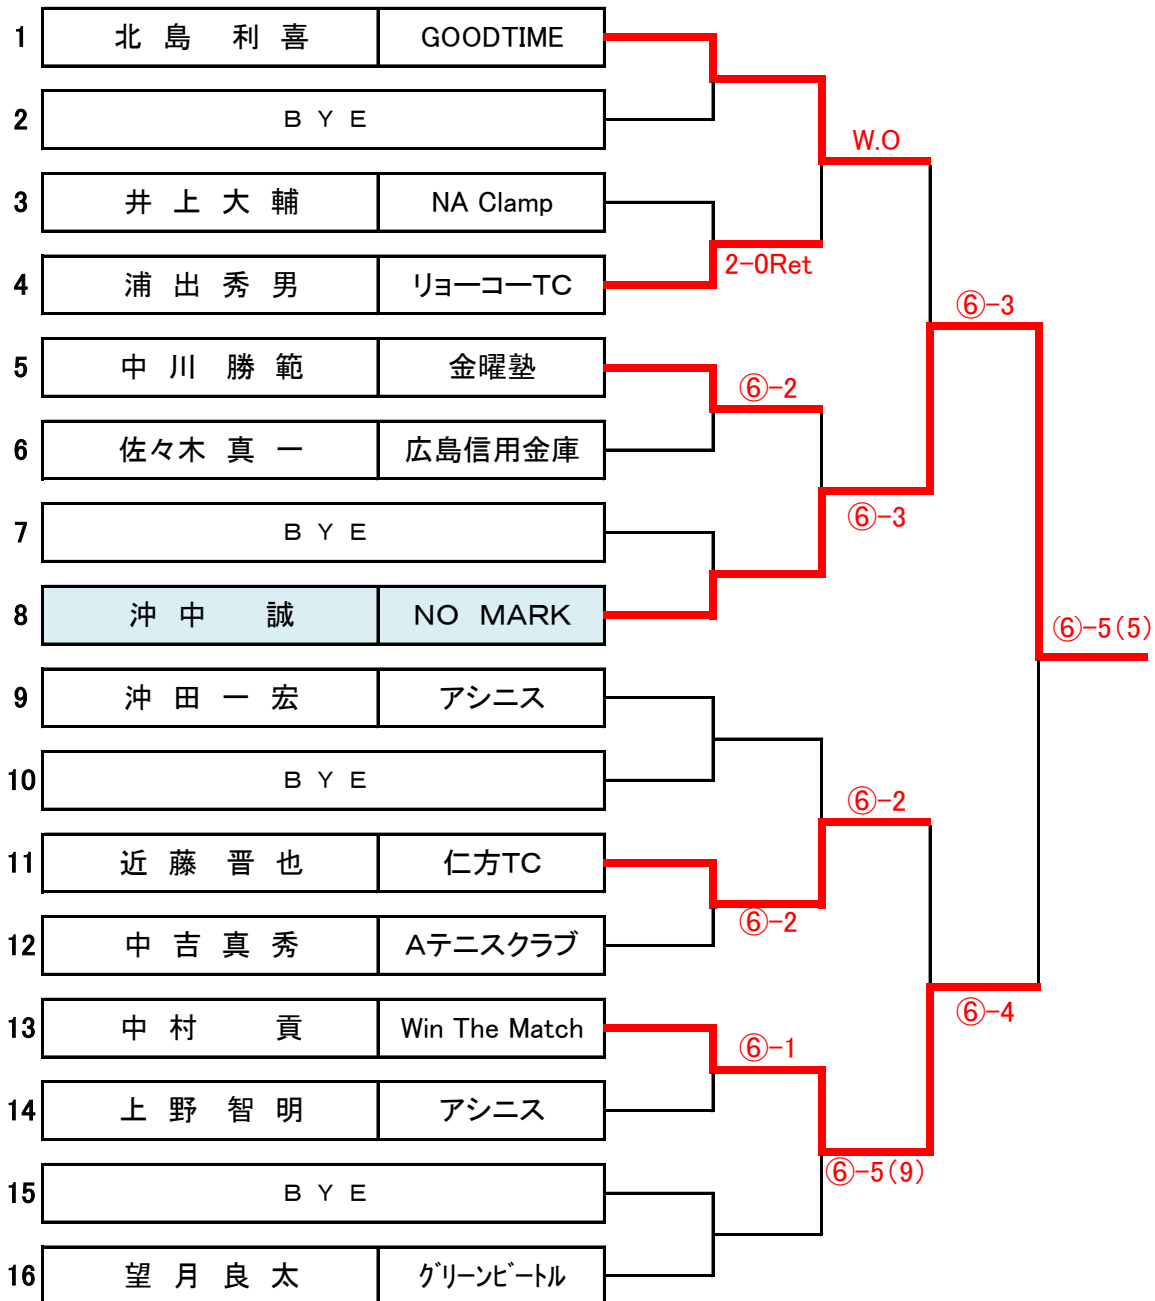 1 北島 利喜 GOODTIME
2 ＢＹＥ
W.O
3 井上大輔 NA Clamp
2-0Ret
4 浦出秀男 リョーコーTC
⑥-3
5 中川 勝範 金曜塾
⑥-2
6 佐々木 真一 広島信用金庫
⑥-3
7 ＢＹＥ
8 沖中 誠 NO MARK
⑥-5(5)
9 沖田一宏 アシニス
10 ＢＹＥ
⑥-2
11 近藤 晋也 仁方TC
⑥-2
12 中吉真秀 Aテニスクラブ
⑥-4
13 中村 貢 Win The Match
⑥-1
14 上野 智明 アシニス
⑥-5(9)
15 ＢＹＥ
16 望月良太 ｸﾞﾘｰﾝﾋﾞｰﾄﾙ